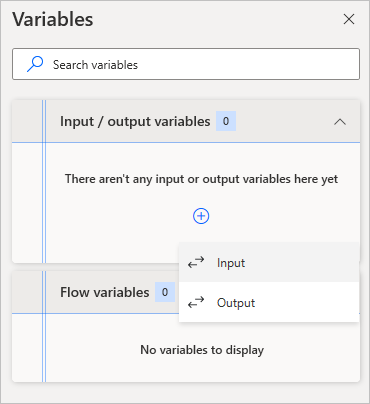 Variables
Search variables
Input / output variables 0
There aren't any input or output variables here yet
Input
Output
Flow variables 0
No variables to display